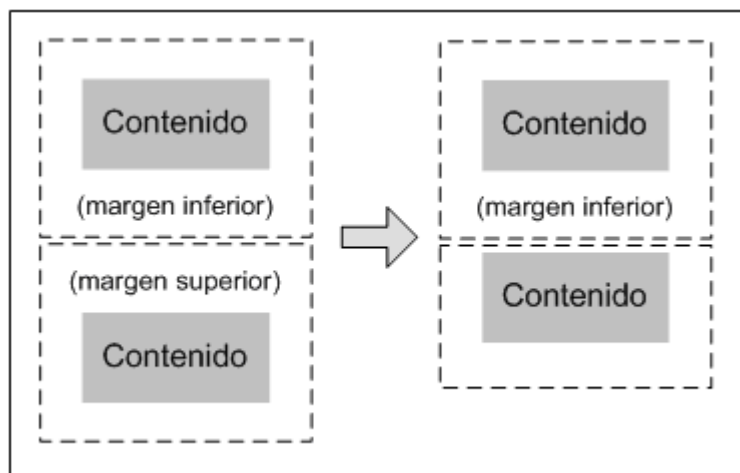 Contenido
(margen inferior)
(margen superior)
Contenido
Contenido
(margen inferior)
Contenido